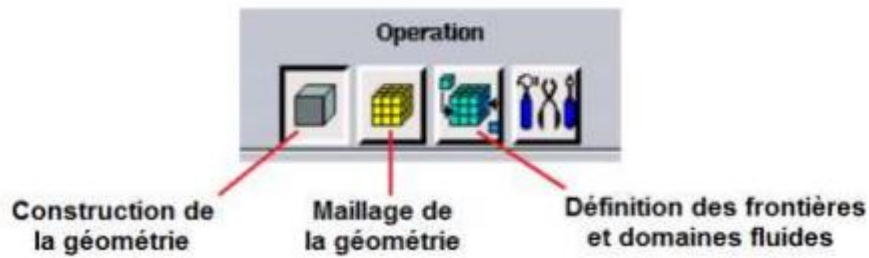 Operation
Construction de
la géométrie
Maillage de
la géométrie
Définition des frontières
et domaines fluides